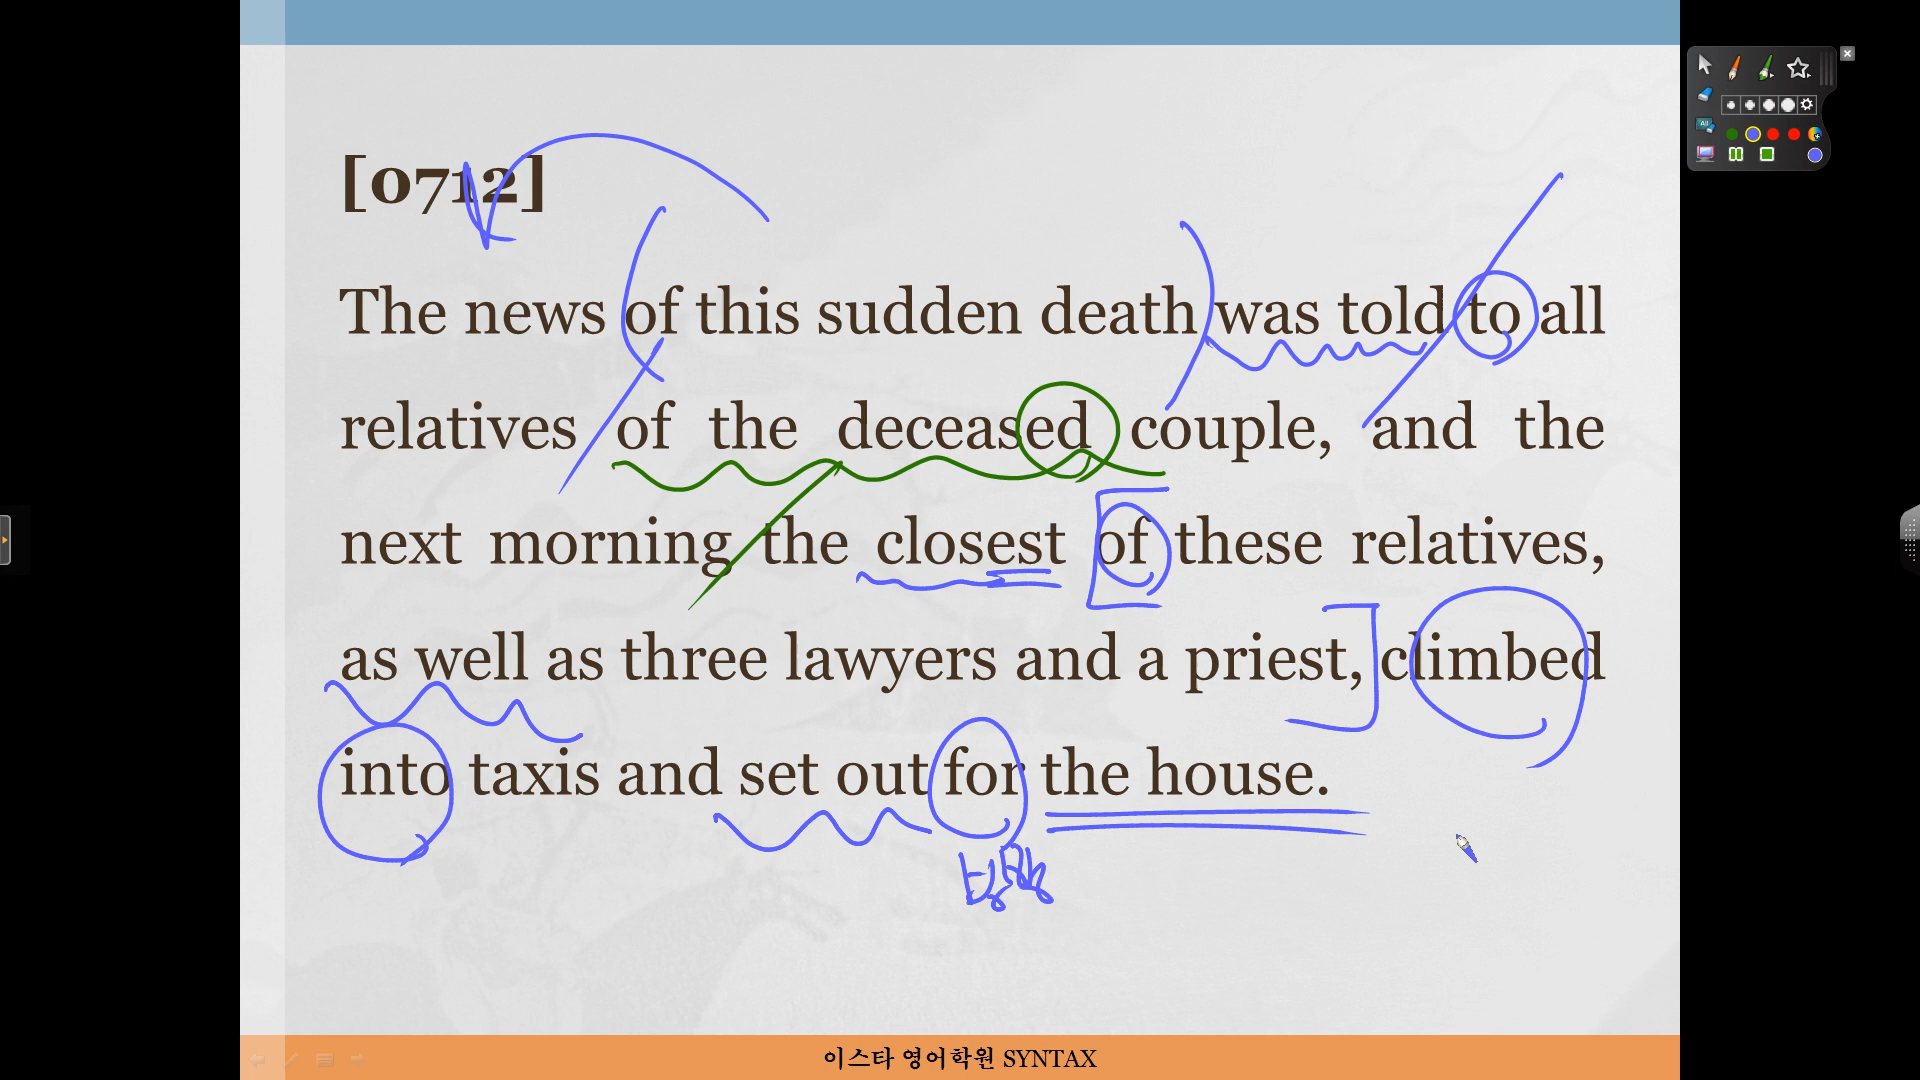 [0712]
The news of this sudden death was told to all
relatives of the deceased couple, and the
next morning the closest of these relatives,
as well as three lawyers and a priest, climbed
into taxis and set out for the house.
이스타 영어학원 SYNTAX